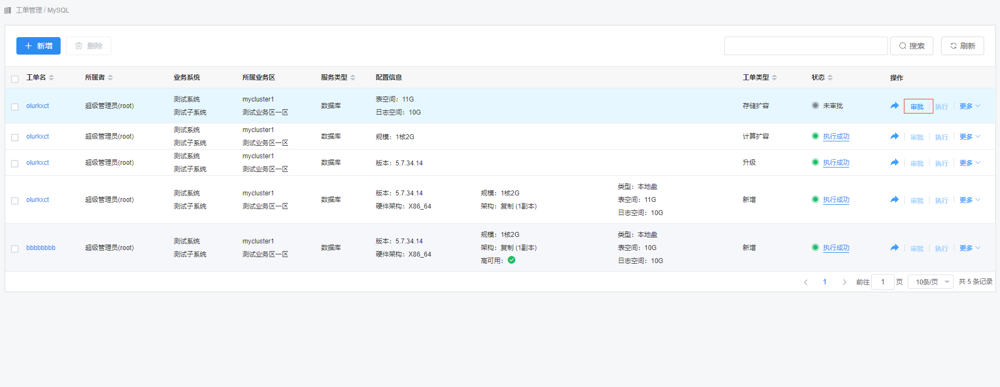 工单管理 / MySQL
新增 删除 搜索 刷新
工单名 所属者 业务系统 所属业务区 服务类型 配置信息 工单类型 状态 操作
olurkxct 超级管理员(root) 测试系统 mycluster1 数据库 表空间：11G 存储扩容 未审批 审批 执行 更多
测试子系统 测试业务区一区 日志空间：10G
olurkxct 超级管理员(root) 测试系统 mycluster1 数据库 规模：1核2G 计算扩容 执行成功 审批 执行 更多
测试子系统 测试业务区一区
olurkxct 超级管理员(root) 测试系统 mycluster1 数据库 版本：5.7.34.14 升级 执行成功 审批 执行 更多
测试子系统 测试业务区一区
olurkxct 超级管理员(root) 测试系统 mycluster1 数据库 版本：5.7.34.14 规模：1核2G 类型：本地盘 新增 执行成功 审批 执行 更多
测试子系统 测试业务区一区 硬件架构：X86_64 架构：复制 (1副本) 表空间：11G
日志空间：10G
bbbbbbbb 超级管理员(root) 测试系统 mycluster1 数据库 版本：5.7.34.14 规模：1核2G 类型：本地盘 新增 执行成功 审批 执行 更多
测试子系统 测试业务区一区 硬件架构：X86_64 架构：复制 (1副本) 表空间：10G
高可用： 日志空间：10G
1 前往 1 页 10条/页 共 5 条记录